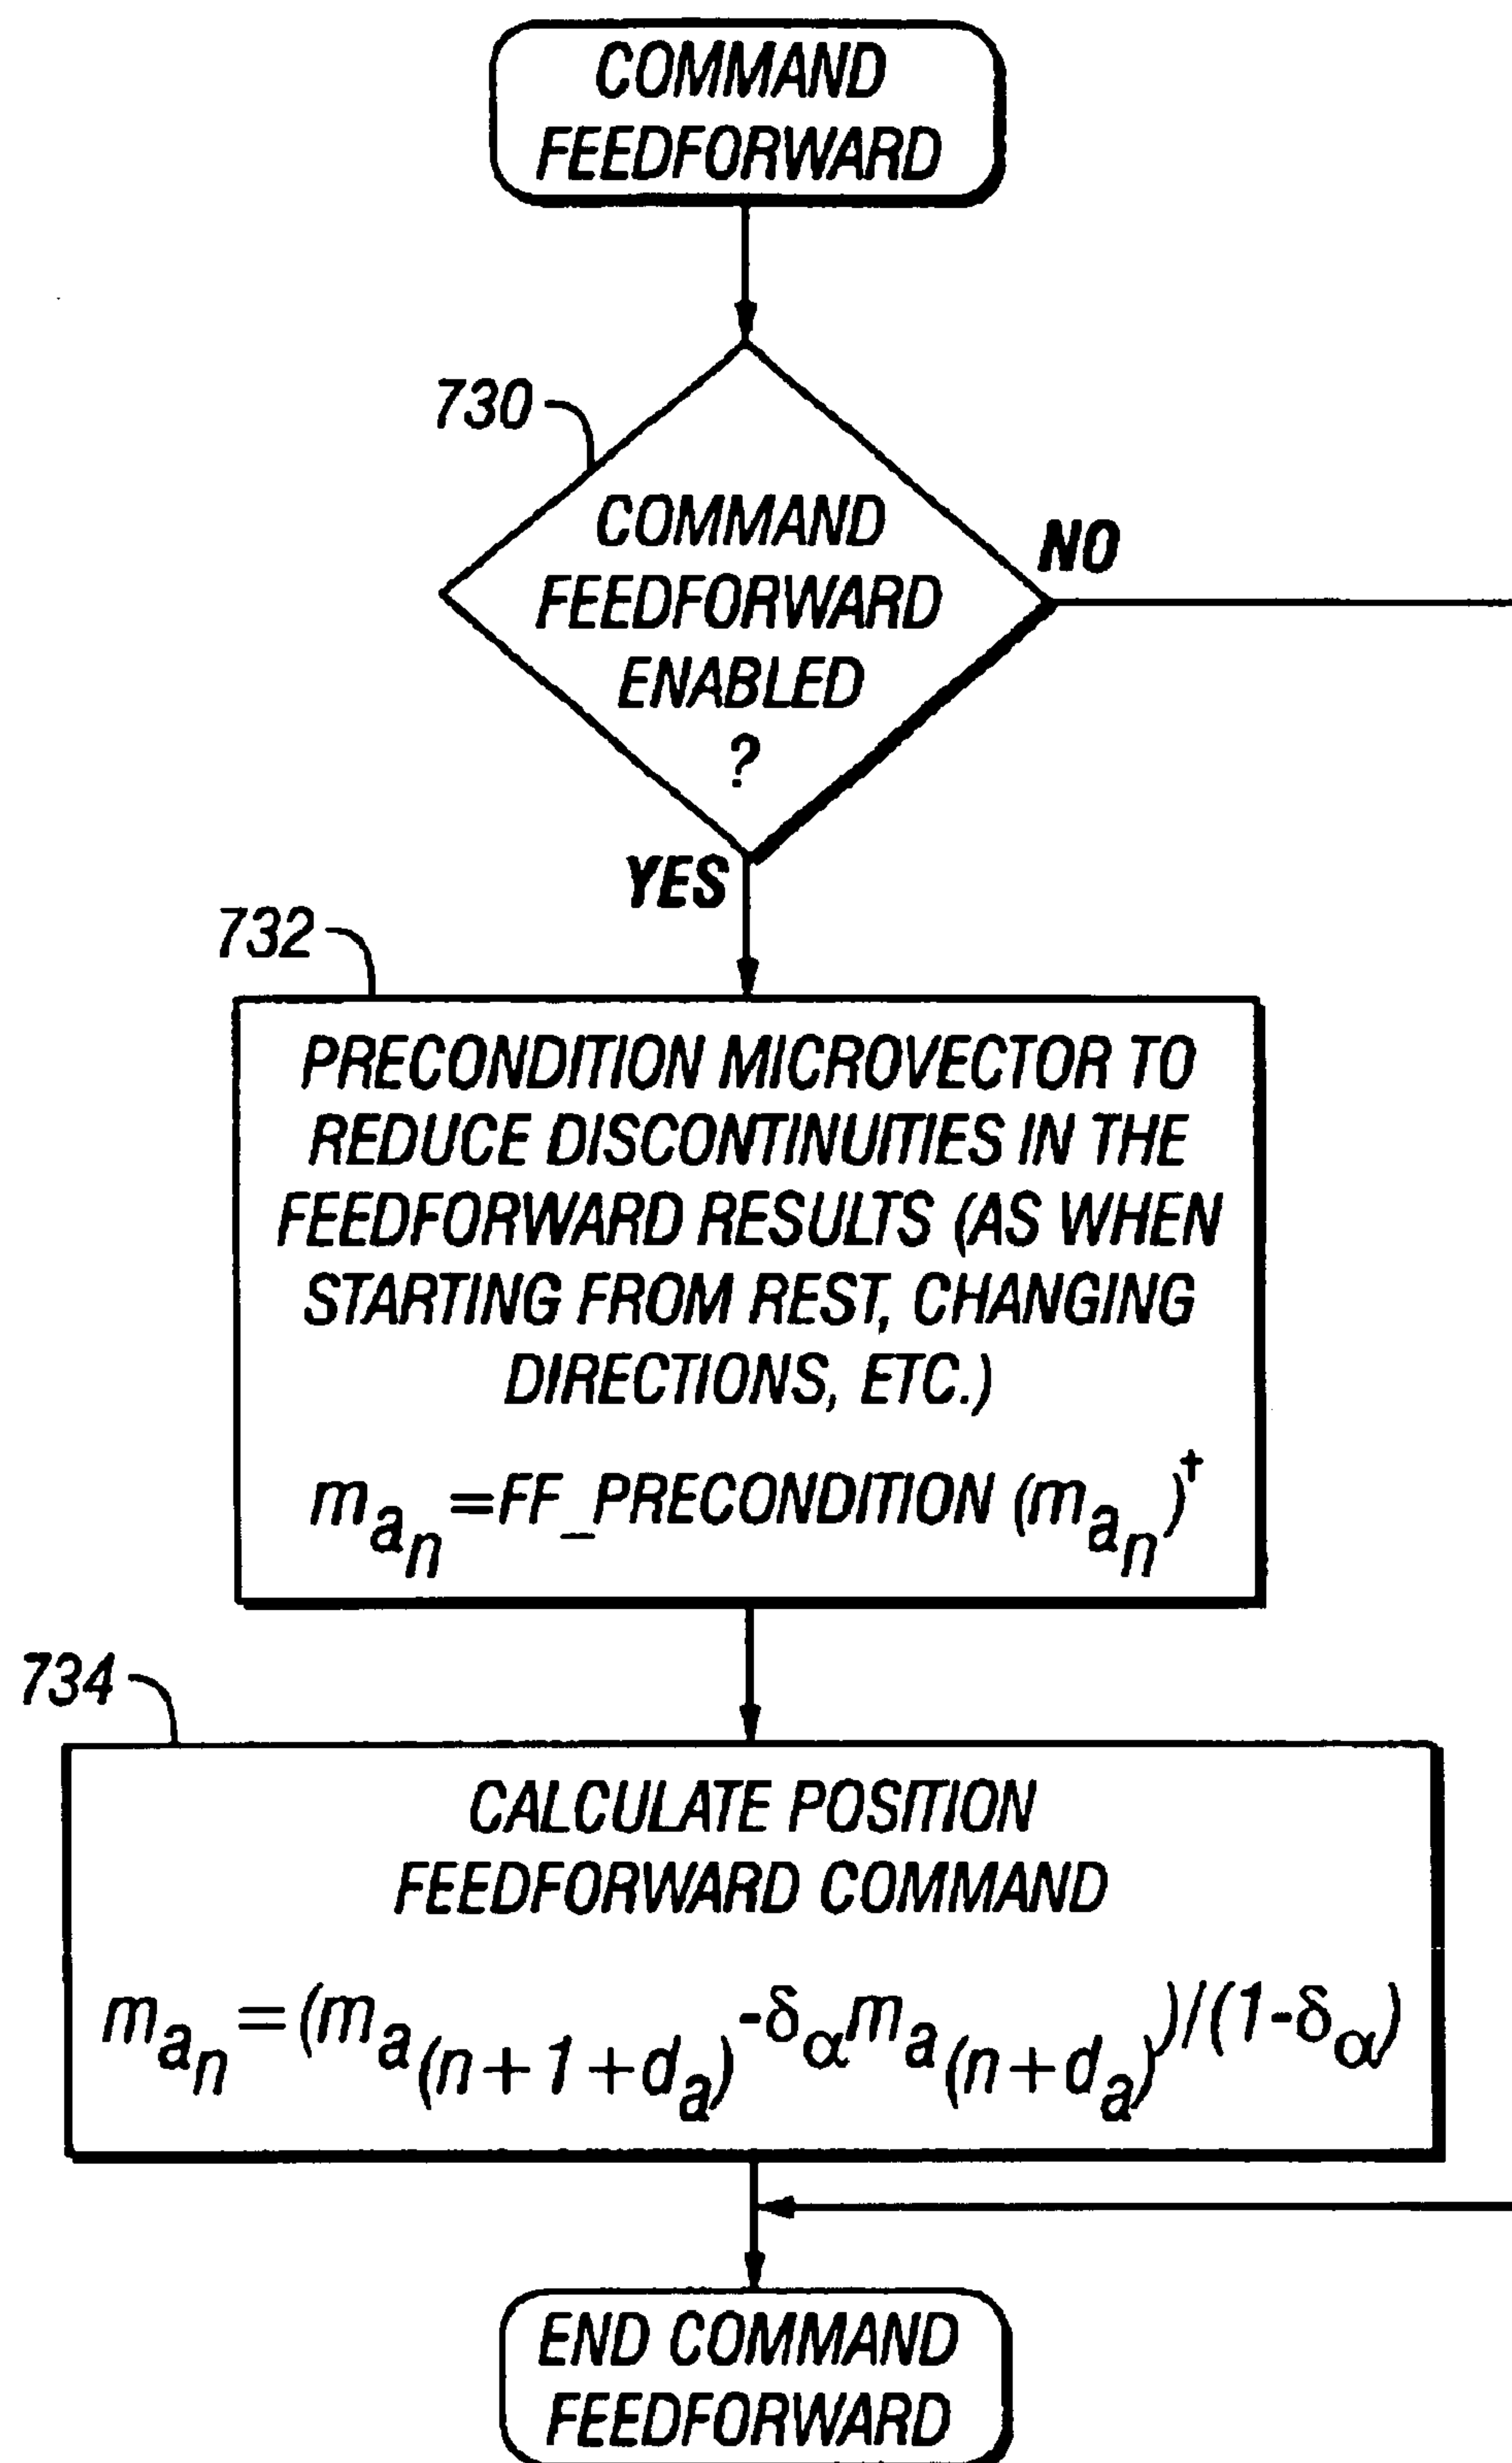 COMMAND
FEEDFORWARD
730
COMMAND
FEEDFORWARD
ENABLED
?
NO
YES
732
PRECONDITION MICROVECTOR TO
REDUCE DISCONTINUITIES IN THE
FEEDFORWARD RESULTS (AS WHEN
STARTING FROM REST, CHANGING
DIRECTIONS, ETC.)
m_{a_n}=FF_PRECONDITION (m_{a_n})^†
734
CALCULATE POSITION
FEEDFORWARD COMMAND
m_{a_n}=(m_{a_{(n+1+d_a)}}-δ_α m_{a_{(n+d_a)}})/(1-δ_α)
END COMMAND
FEEDFORWARD